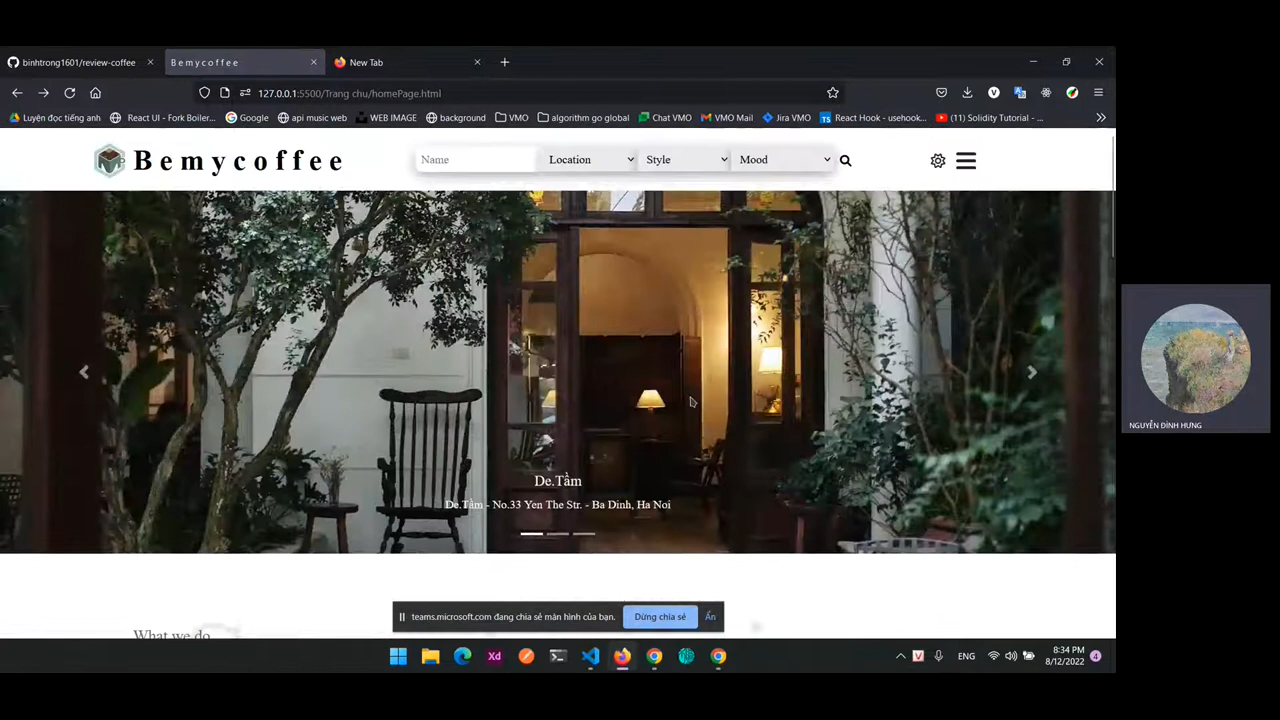 binhtrong1601/review-coffee
B e m y c o f f e e
New Tab
127.0.0.1:5500/Trang chu/homePage.html
Luyện đọc tiếng anh
React UI - Fork Boiler...
Google
api music web
WEB IMAGE
background
VMO
algorithm go global
Chat VMO
VMO Mail
Jira VMO
React Hook - usehook...
(11) Solidity Tutorial - ...
B e m y c o f f e e
Name
Location
Style
Mood
De.Tầm
De.Tầm - No.33 Yen The Str. - Ba Dinh, Ha Noi
What we do
teams.microsoft.com đang chia sẻ màn hình của bạn.
Dừng chia sẻ
Ẩn
NGUYỄN ĐÌNH HƯNG
Xd
ENG
8:34 PM
8/12/2022
4